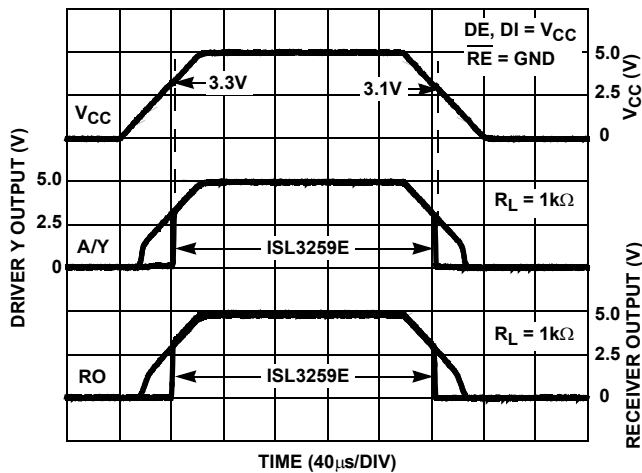 DE, DI = VCC
RE = GND
5.0
3.3V
3.1V
2.5
VCC
0
VCC (V)
5.0
RL = 1kΩ
2.5
A/Y
ISL3259E
0
DRIVER Y OUTPUT (V)
RL = 1kΩ
5.0
2.5
RO
ISL3259E
0
RECEIVER OUTPUT (V)
TIME (40µs/DIV)